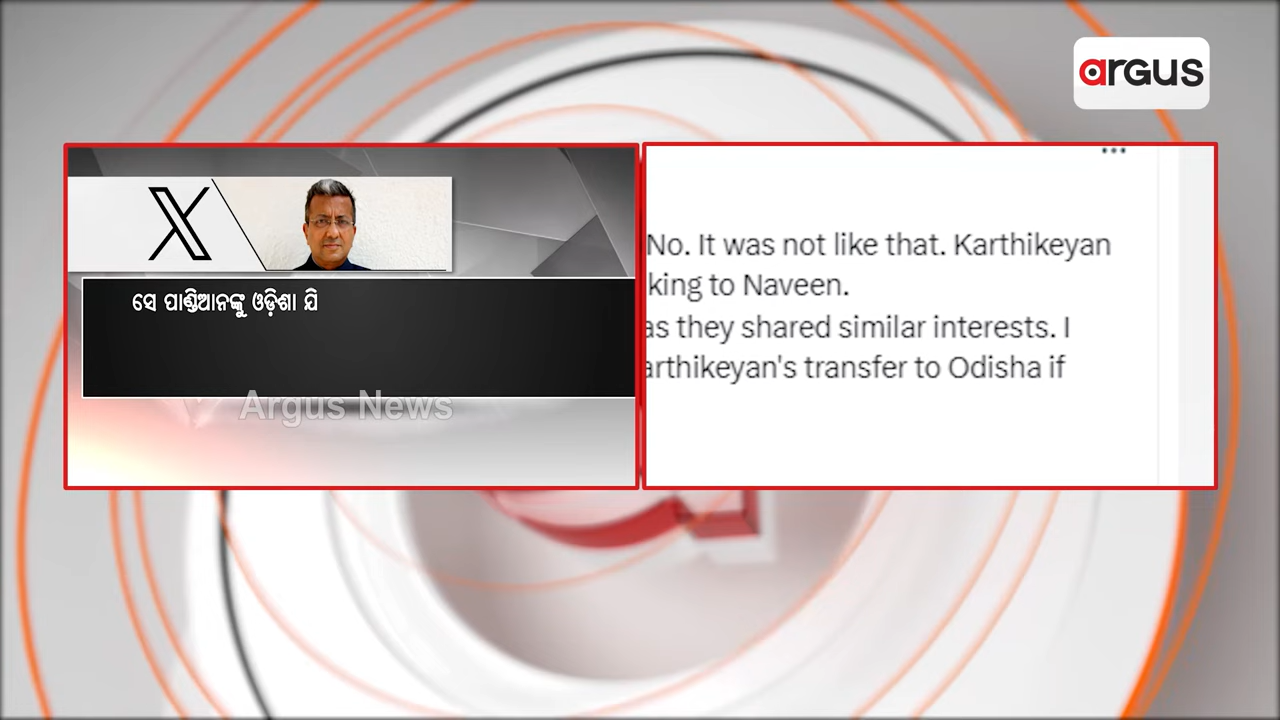 argus
X
ସେ ପାଣ୍ଡିଆନଙ୍କୁ ଓଡ଼ିଶା ଯି
Argus News
No. It was not like that. Karthikeyan
king to Naveen.
as they shared similar interests. I
arthikeyan's transfer to Odisha if